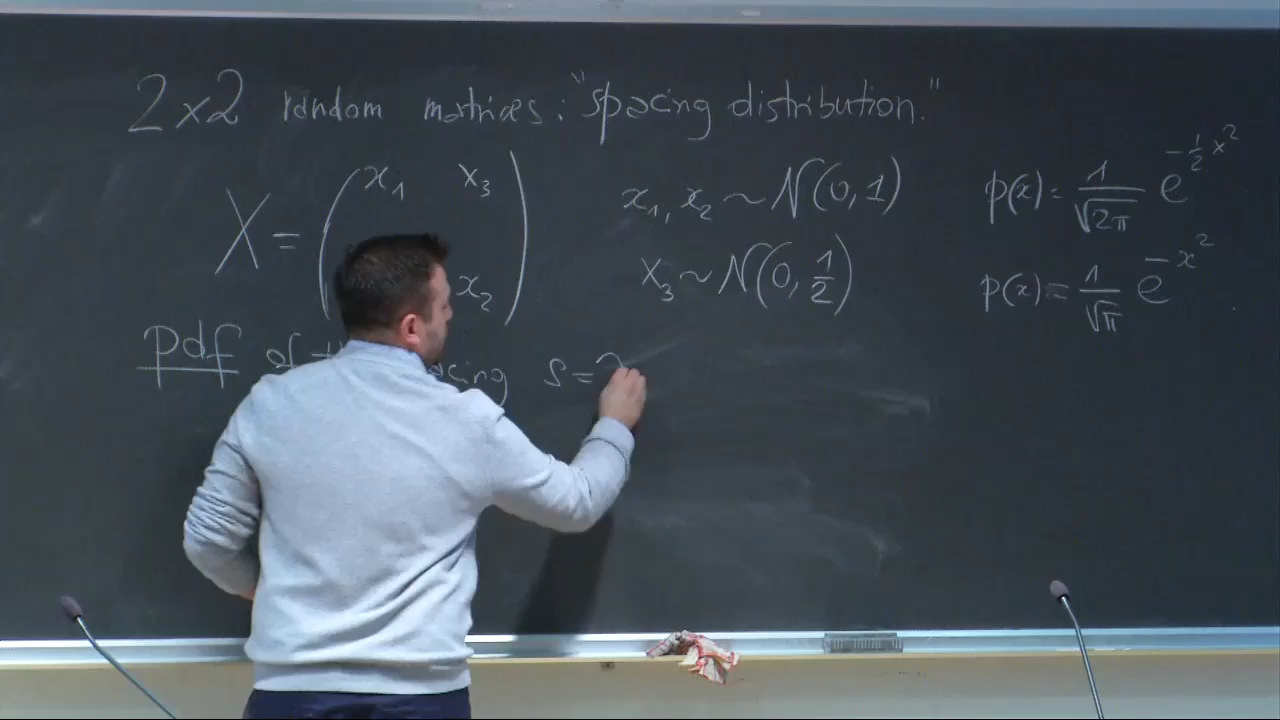 2x2 random matrices: "spacing distribution."
X = ( x₁ x₃
x₂ )
x₁, x₂ ~ N(0,1)
p(x) = 1/√2π e^{-½ x²}
x₃ ~ N(0, ½)
p(x) = 1/√π e^{-x²}
pdf of s =